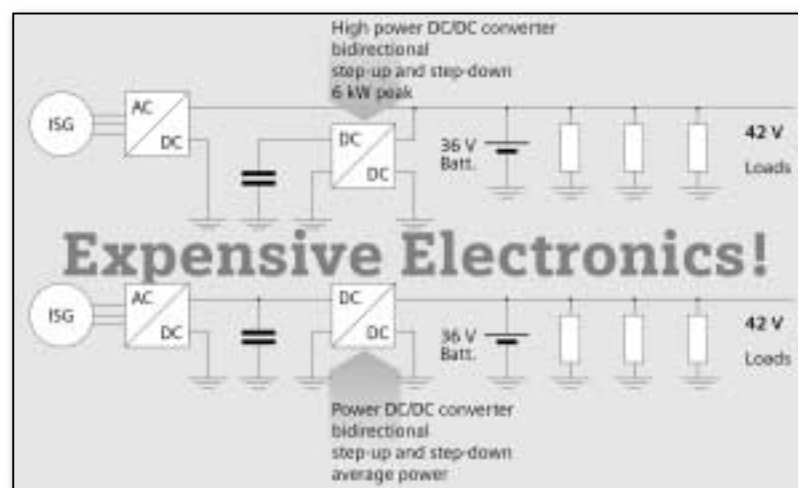 High power DC/DC converter
bidirectional
step-up and step-down
6 kW peak
ISG
AC
DC
DC
DC
36 V
Batt.
42 V
Loads
Expensive Electronics!
ISG
AC
DC
DC
DC
36 V
Batt.
42 V
Loads
Power DC/DC converter
bidirectional
step-up and step-down
average power